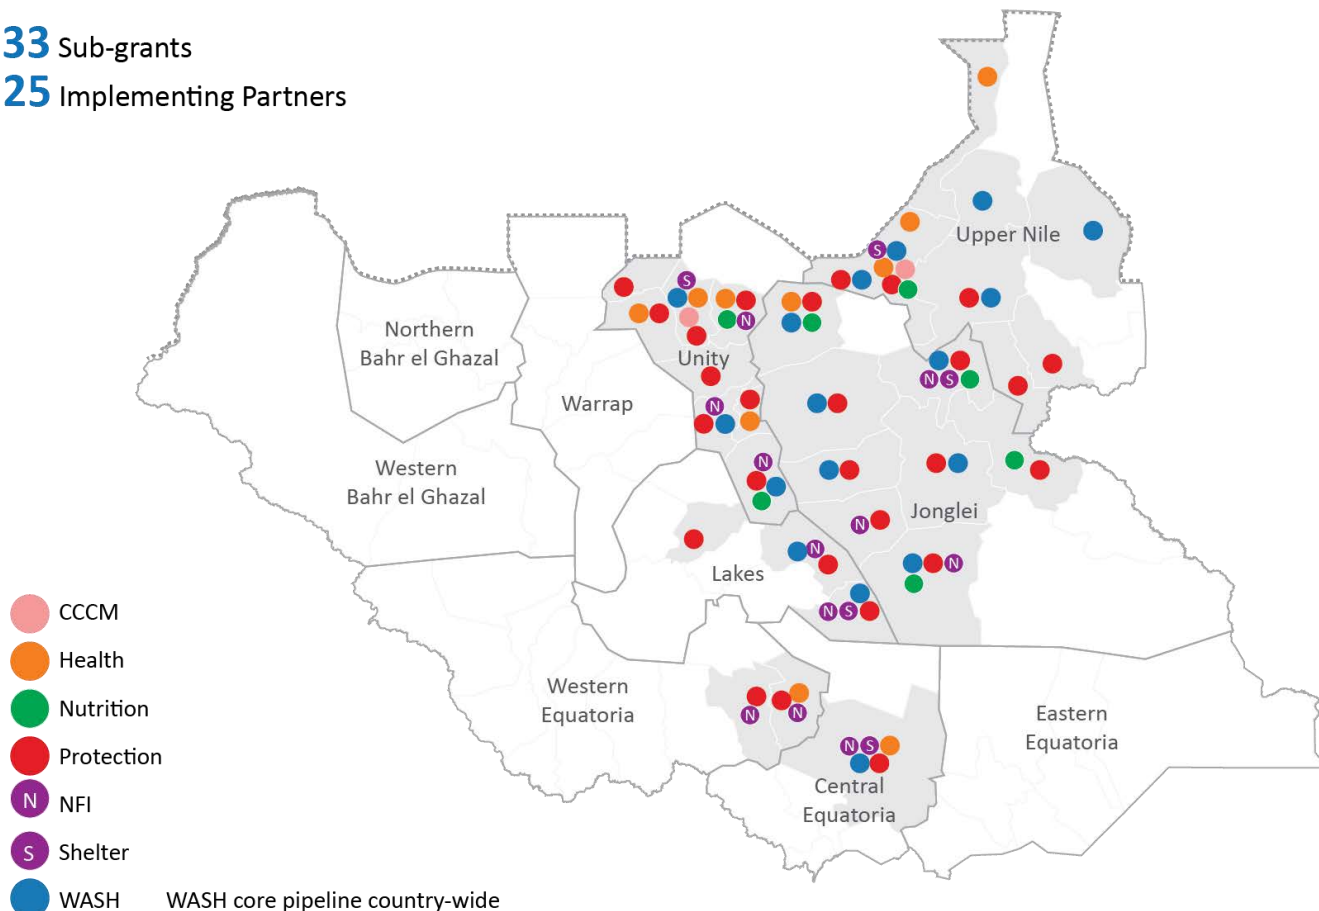 33 Sub-grants
25 Implementing Partners
Upper Nile
S
Northern
Bahr el Ghazal
S
N
Unity
N S
Warrap
N
Western
Bahr el Ghazal
N
Jonglei
N
N
N
Lakes
N S
CCCM
Health
Western
Equatoria
Nutrition
N
N
Eastern
Equatoria
Protection
N S
Central
Equatoria
N NFI
S Shelter
WASH WASH core pipeline country-wide